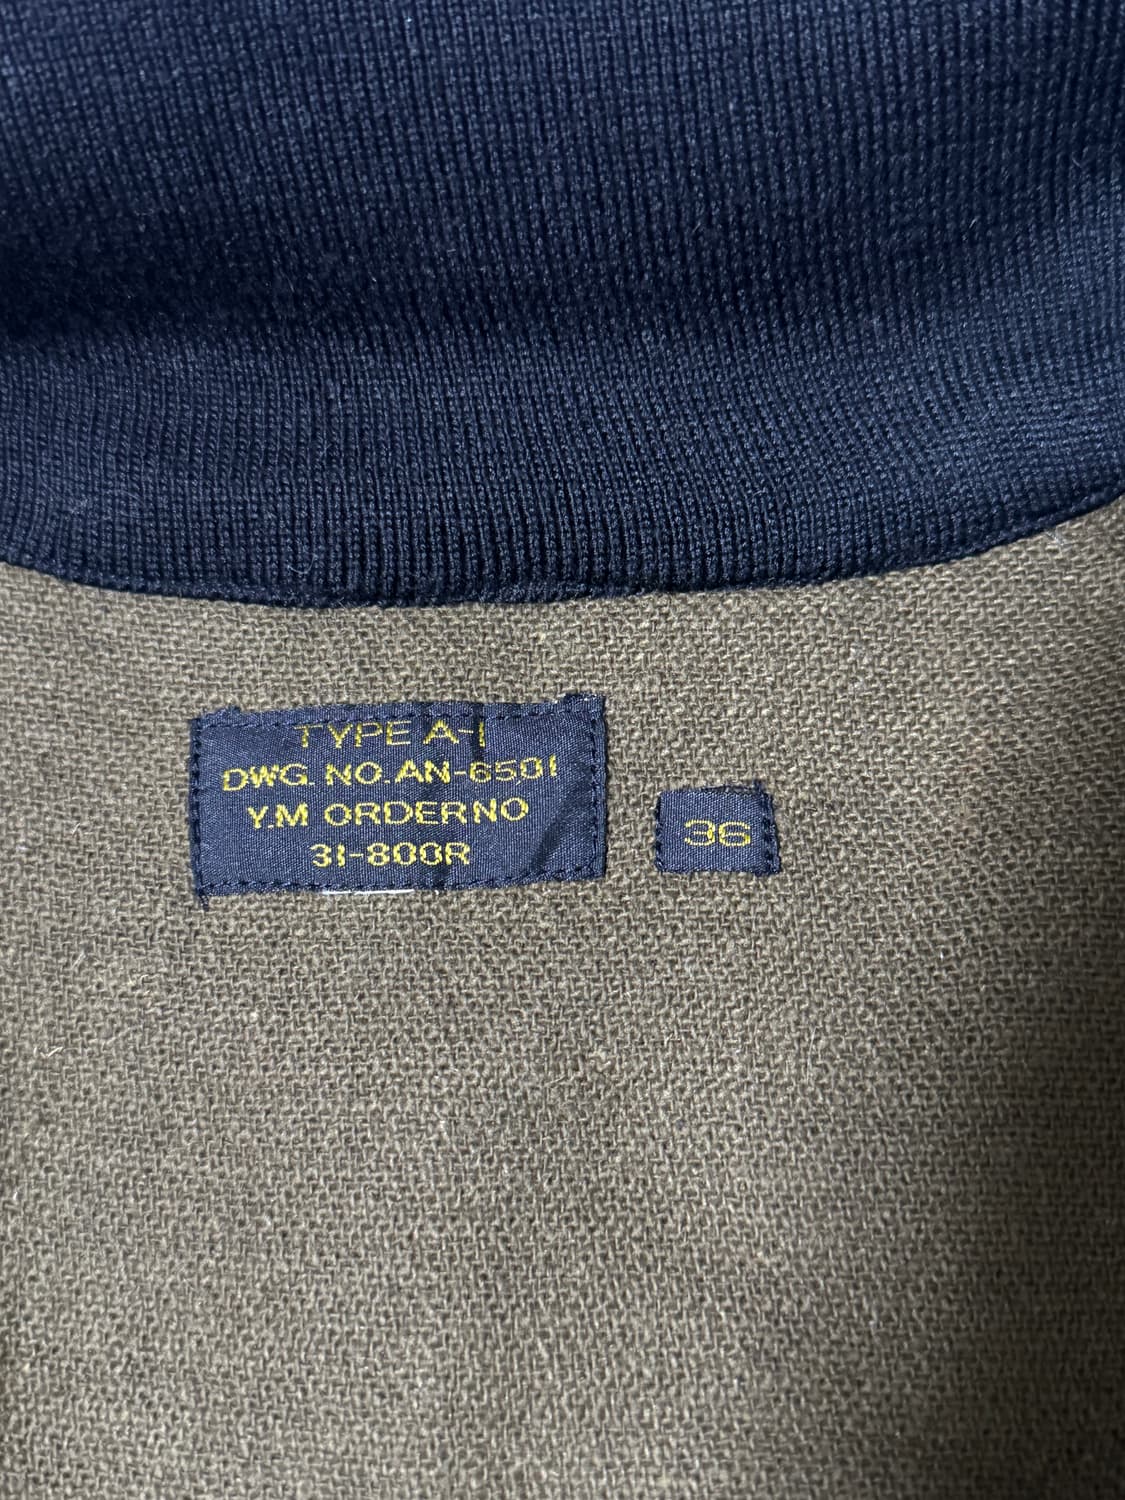 TYPE A-1
DWG. NO. AN-6501
Y.M ORDER NO
31-800R
36